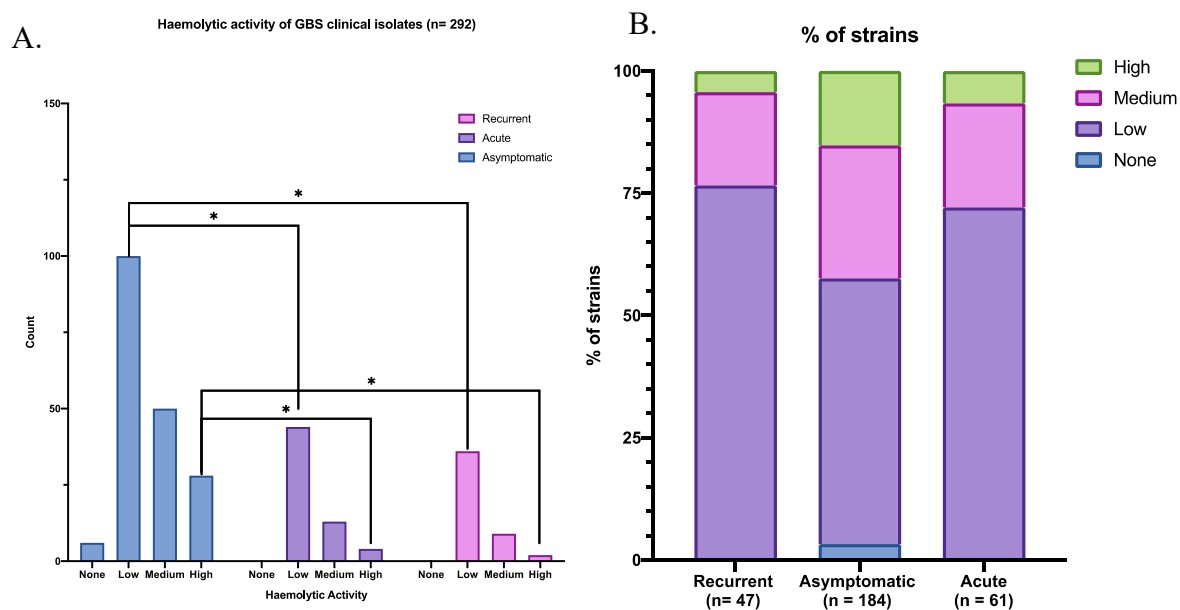 A.
Haemolytic activity of GBS clinical isolates (n= 292)
150
100
50
0
Count
Recurrent
Acute
Asymptomatic
*
*
*
*
None Low Medium High None Low Medium High None Low Medium High
Haemolytic Activity
B.
% of strains
100
75
50
25
0
% of strains
High
Medium
Low
None
Recurrent Asymptomatic Acute
(n= 47) (n = 184) (n = 61)